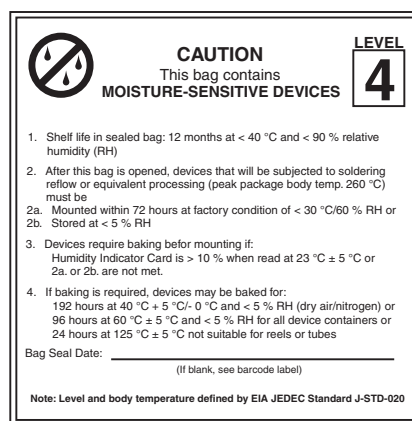 LEVEL
4
CAUTION
This bag contains
MOISTURE-SENSITIVE DEVICES
1. Shelf life in sealed bag: 12 months at < 40 °C and < 90 % relative
humidity (RH)
2. After this bag is opened, devices that will be subjected to soldering
reflow or equivalent processing (peak package body temp. 260 °C)
must be
2a. Mounted within 72 hours at factory condition of < 30 °C/60 % RH or
2b. Stored at < 5 % RH
3. Devices require baking befor mounting if:
Humidity Indicator Card is > 10 % when read at 23 °C ± 5 °C or
2a. or 2b. are not met.
4. If baking is required, devices may be baked for:
192 hours at 40 °C + 5 °C/- 0 °C and < 5 % RH (dry air/nitrogen) or
96 hours at 60 °C ± 5 °C and < 5 % RH for all device containers or
24 hours at 125 °C ± 5 °C not suitable for reels or tubes
Bag Seal Date:
(If blank, see barcode label)
Note: Level and body temperature defined by EIA JEDEC Standard J-STD-020